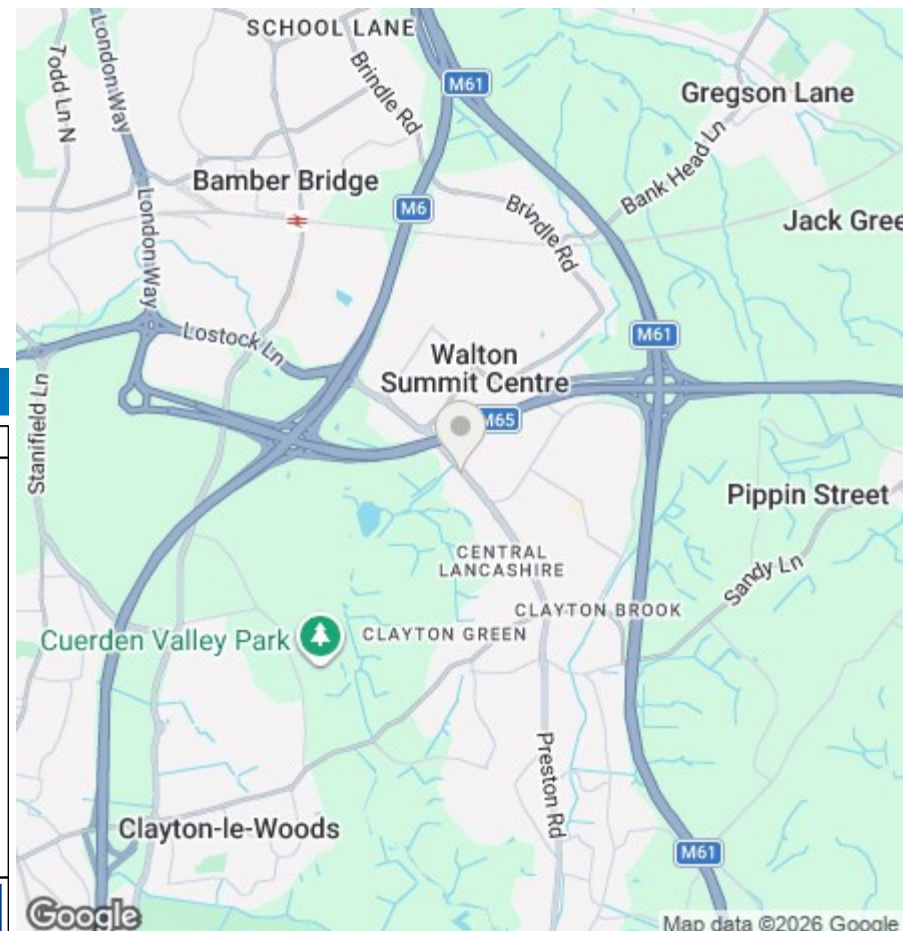 SCHOOL LANE
Todd Ln N
London Way
Brindle Rd
M61
Gregson Lane
Bank Head Ln
Bamber Bridge
M6
Brindle Rd
Jack Gree
London Way
Lostock Ln
M61
Walton
Summit Centre
M65
Stanifield Ln
Pippin Street
CENTRAL
LANCASHIRE
Sandy Ln
CLAYTON BROOK
Cuerden Valley Park
CLAYTON GREEN
Preston Rd
Clayton-le-Woods
M61
Google
Map data ©2026 Google